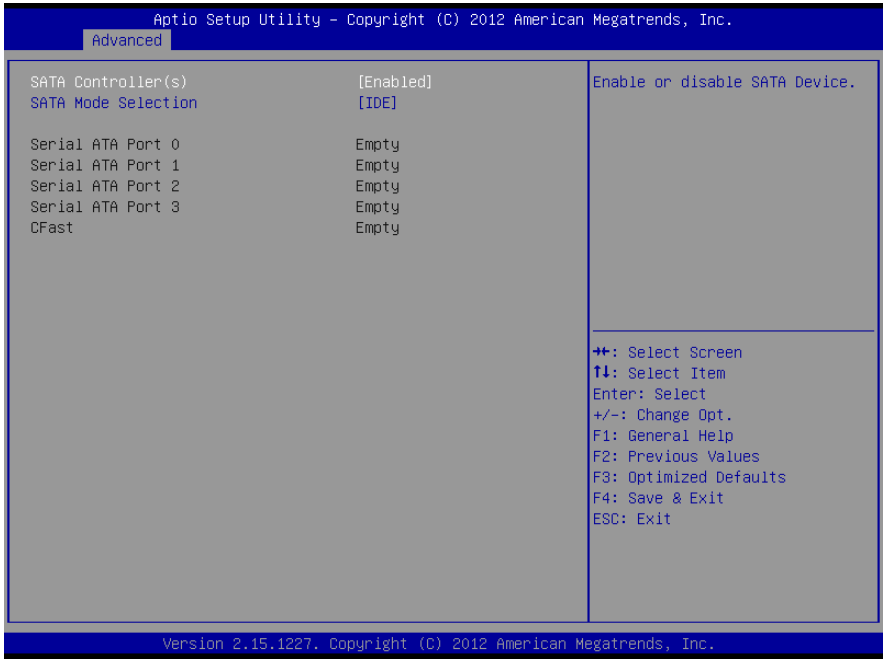 Aptio Setup Utility – Copyright (C) 2012 American Megatrends, Inc.
Advanced
SATA Controller(s) [Enabled]
SATA Mode Selection [IDE]
Serial ATA Port 0 Empty
Serial ATA Port 1 Empty
Serial ATA Port 2 Empty
Serial ATA Port 3 Empty
CFast Empty
Enable or disable SATA Device.
→←: Select Screen
↑↓: Select Item
Enter: Select
+/-: Change Opt.
F1: General Help
F2: Previous Values
F3: Optimized Defaults
F4: Save & Exit
ESC: Exit
Version 2.15.1227. Copyright (C) 2012 American Megatrends, Inc.